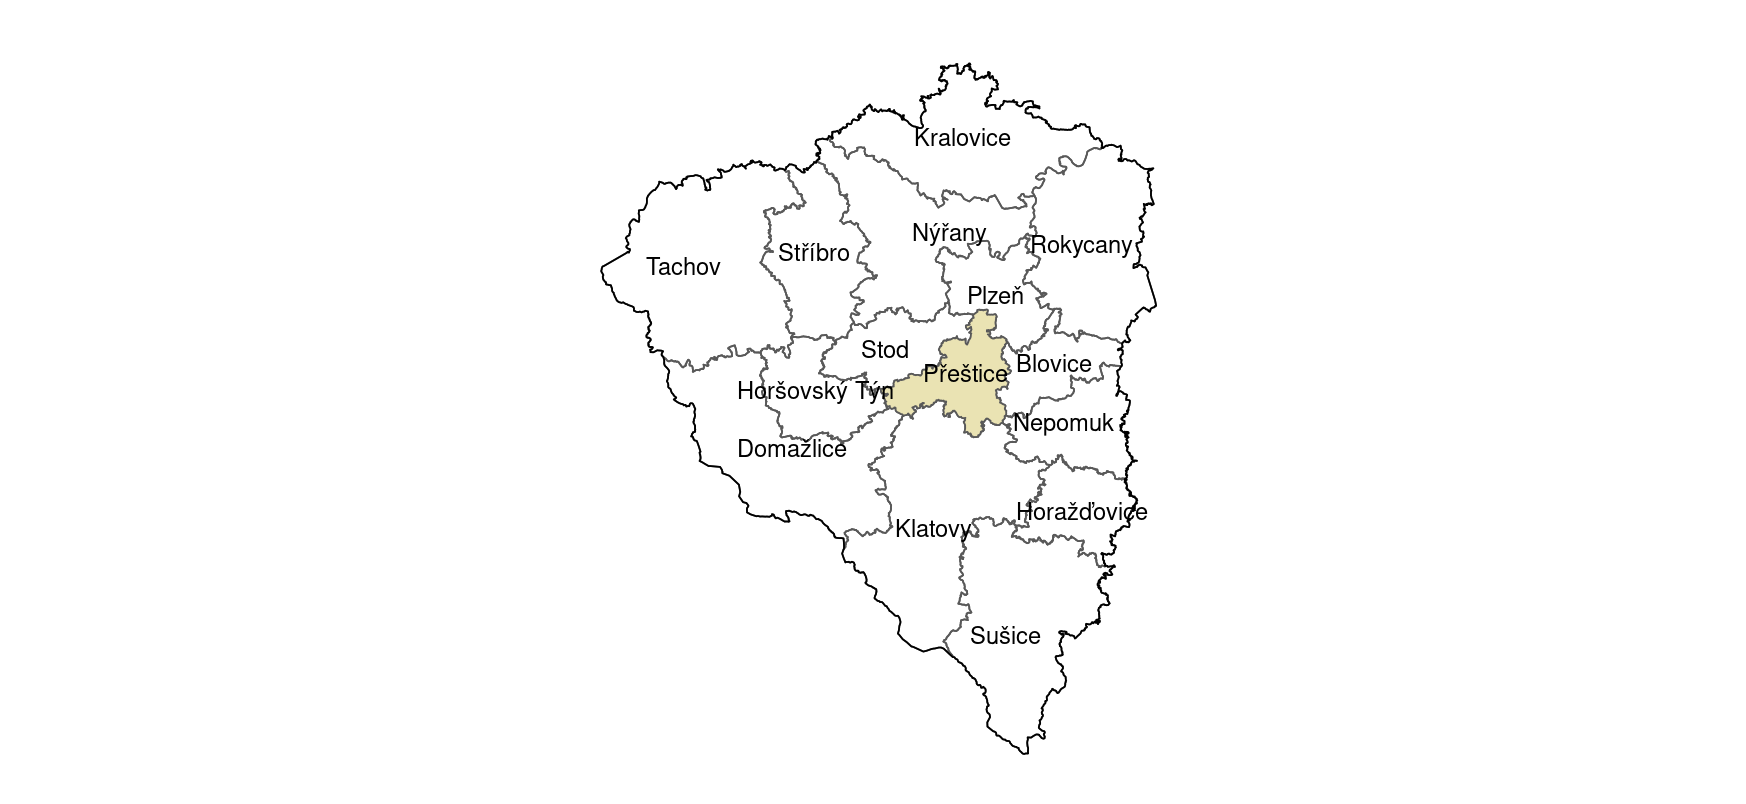 Kralovice
Nýřany
Rokycany
Stříbro
Tachov
Plzeň
Stod
Blovice
Přeštice
Horšovský Týn
Nepomuk
Domažlice
Horažďovice
Klatovy
Sušice